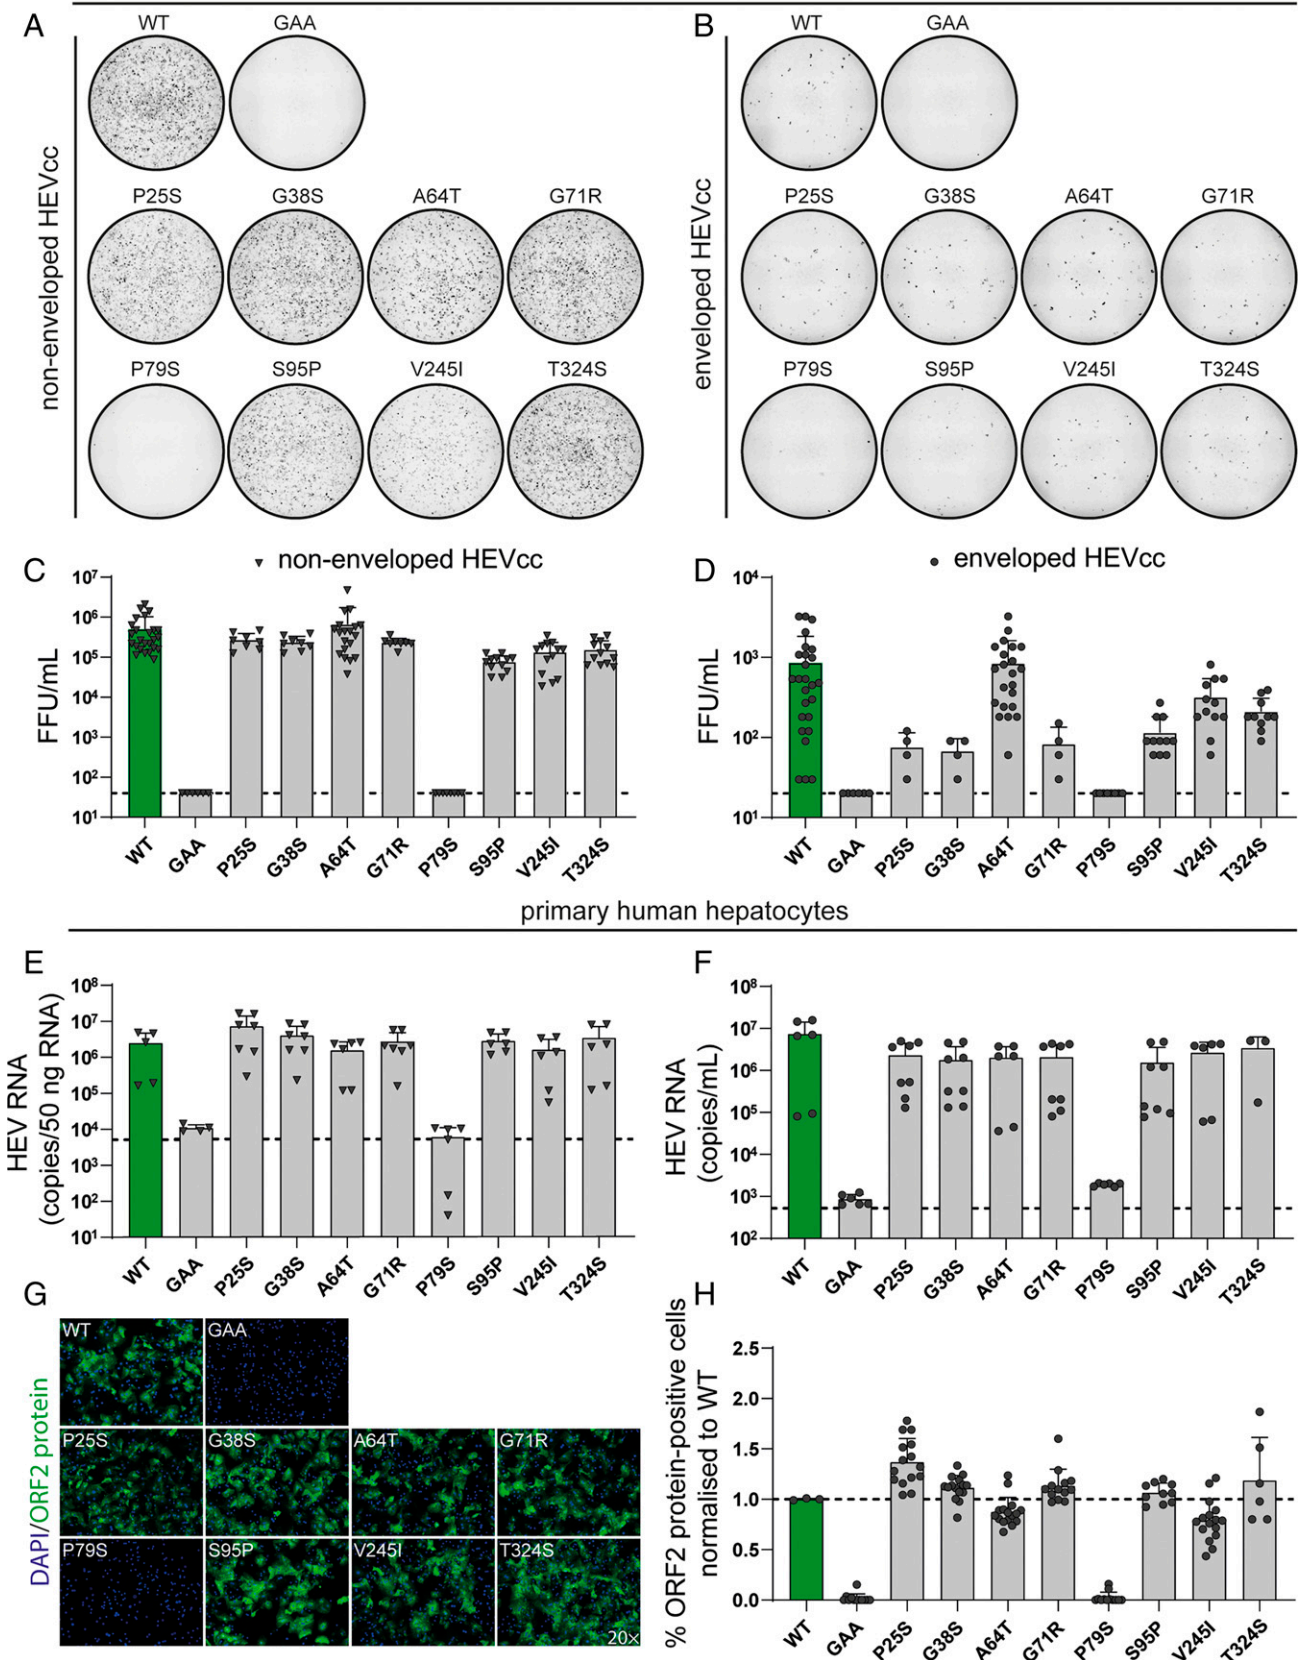 A
B
WT GAA
WT GAA
non-enveloped HEVcc
enveloped HEVcc
P25S G38S A64T G71R
P25S G38S A64T G71R
P79S S95P V245I T324S
P79S S95P V245I T324S
C
▼ non-enveloped HEVcc
FFU/mL
10⁷
10⁶
10⁵
10⁴
10³
10²
10¹
WT GAA P25S G38S A64T G71R P79S S95P V245I T324S
D
● enveloped HEVcc
FFU/mL
10⁴
10³
10²
10¹
WT GAA P25S G38S A64T G71R P79S S95P V245I T324S
primary human hepatocytes
E
HEV RNA
(copies/50 ng RNA)
10⁸
10⁷
10⁶
10⁵
10⁴
10³
10²
10¹
WT GAA P25S G38S A64T G71R P79S S95P V245I T324S
F
HEV RNA
(copies/mL)
10⁸
10⁷
10⁶
10⁵
10⁴
10³
10²
WT GAA P25S G38S A64T G71R P79S S95P V245I T324S
G
DAPI/ORF2 protein
WT GAA
P25S G38S A64T G71R
P79S S95P V245I T324S
20×
H
% ORF2 protein-positive cells
normalised to WT
2.5
2.0
1.5
1.0
0.5
0.0
WT GAA P25S G38S A64T G71R P79S S95P V245I T324S